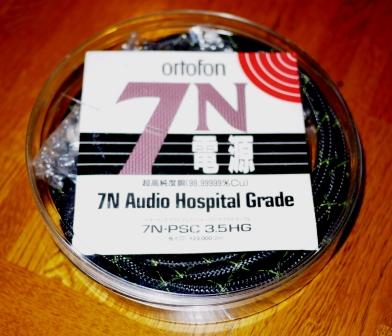 ortofon
7N
電源
超高純度銅(99.99999%Cu)
7N Audio Hospital Grade
7N-PSC 3.5HG